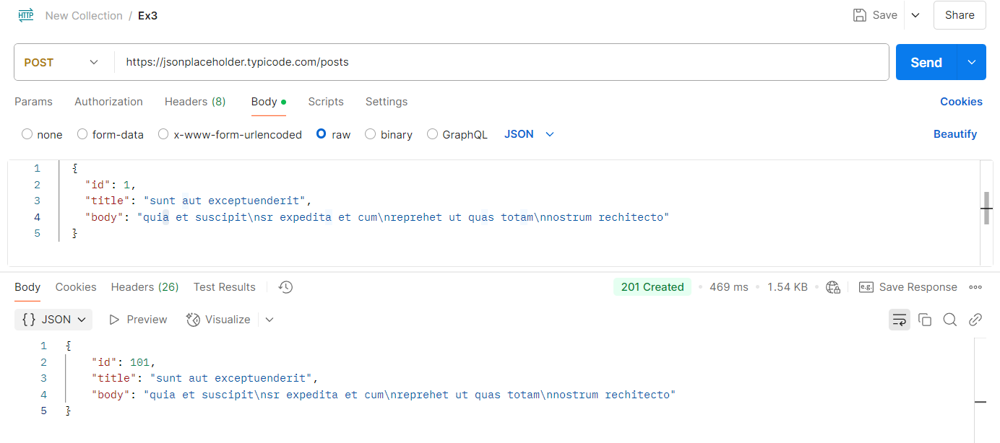 HTTP New Collection / Ex3 Save Share
POST https://jsonplaceholder.typicode.com/posts Send
Params Authorization Headers (8) Body Scripts Settings Cookies
none form-data x-www-form-urlencoded raw binary GraphQL JSON Beautify
1 {
2 "id": 1,
3 "title": "sunt aut exceptuenderit",
4 "body": "quia et suscipit\nsr expedita et cum\nreprehet ut quas totam\nnostrum rechitecto"
5 }
Body Cookies Headers (26) Test Results 201 Created • 469 ms • 1.54 KB • e.g. Save Response
{} JSON Preview Visualize
1 {
2 "id": 101,
3 "title": "sunt aut exceptuenderit",
4 "body": "quia et suscipit\nsr expedita et cum\nreprehet ut quas totam\nnostrum rechitecto"
5 }